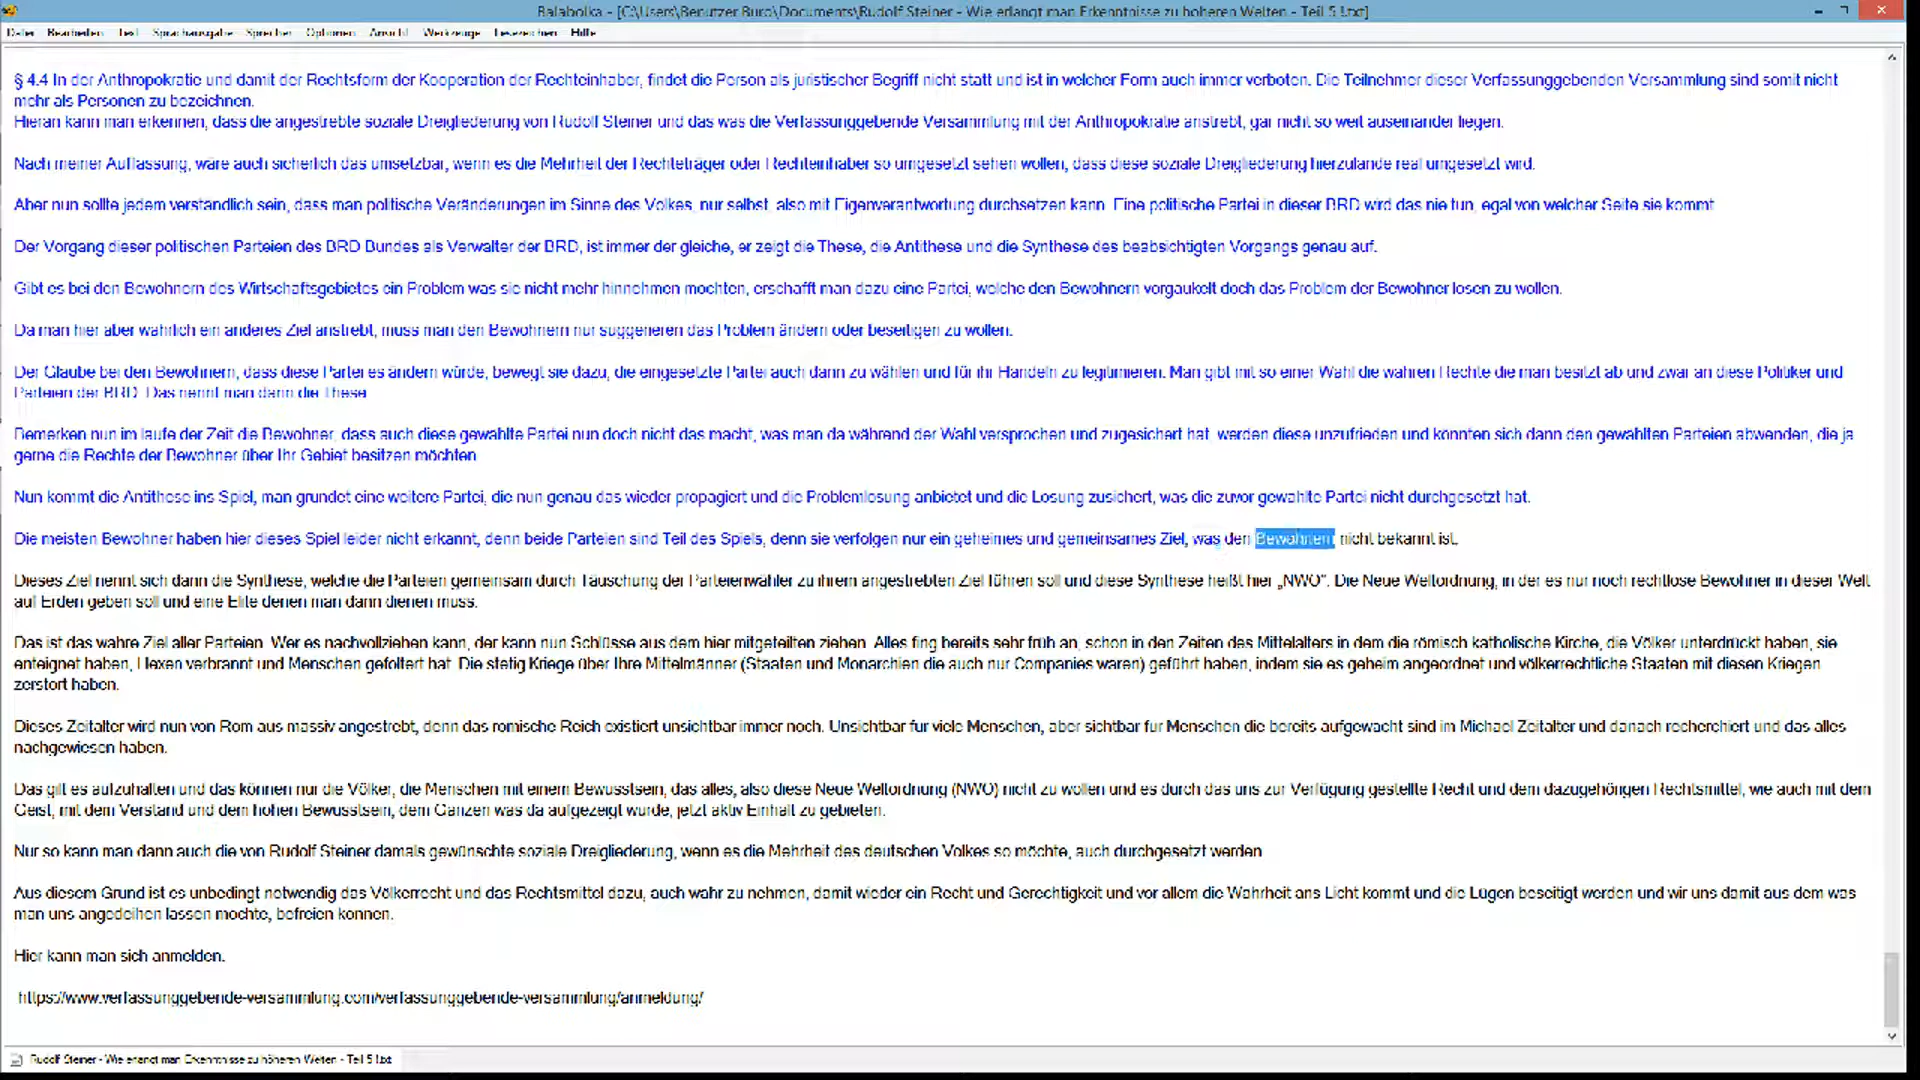 Balabolka - [C:\Users\Benutzer Büro\Documents\Rudolf Steiner - Wie erlangt man Erkenntnisse zu höheren Welten - Teil 5 !.txt]
Datei Bearbeiten Text Sprachausgabe Sprecher Optionen Ansicht Werkzeuge Lesezeichen Hilfe
§ 4.4 In der Anthropokratie und damit der Rechtsform der Kooperation der Rechteinhaber, findet die Person als juristischer Begriff nicht statt und ist in welcher Form auch immer verboten. Die Teilnehmer dieser Verfassunggebenden Versammlung sind somit nicht
mehr als Personen zu bezeichnen.
Hieran kann man erkennen, dass die angestrebte soziale Dreigliederung von Rudolf Steiner und das was die Verfassunggebende Versammlung mit der Anthropokratie anstrebt, gar nicht so weit auseinander liegen.
Nach meiner Auffassung, wäre auch sicherlich das umsetzbar, wenn es die Mehrheit der Rechteträger oder Rechteinhaber so umgesetzt sehen wollen, dass diese soziale Dreigliederung hierzulande real umgesetzt wird.
Aber nun sollte jedem verständlich sein, dass man politische Veränderungen im Sinne des Volkes, nur selbst, also mit Eigenverantwortung durchsetzen kann. Eine politische Partei in dieser BRD wird das nie tun, egal von welcher Seite sie kommt.
Der Vorgang dieser politischen Parteien des BRD Bundes als Verwalter der BRD, ist immer der gleiche, er zeigt die These, die Antithese und die Synthese des beabsichtigten Vorgangs genau auf.
Gibt es bei den Bewohnern des Wirtschaftsgebietes ein Problem was sie nicht mehr hinnehmen möchten, erschafft man dazu eine Partei, welche den Bewohnern vorgaukelt doch das Problem der Bewohner lösen zu wollen.
Da man hier aber wahrlich ein anderes Ziel anstrebt, muss man den Bewohnern nur suggerieren das Problem ändern oder beseitigen zu wollen.
Der Glaube bei den Bewohnern, dass diese Partei es ändern würde, bewegt sie dazu, die eingesetzte Partei auch dann zu wählen und für ihr Handeln zu legitimieren. Man gibt mit so einer Wahl die wahren Rechte die man besitzt ab und zwar an diese Politiker und
Parteien der BRD. Das nennt man dann die These.
Bemerken nun im laufe der Zeit die Bewohner, dass auch diese gewählte Partei nun doch nicht das macht, was man da während der Wahl versprochen und zugesichert hat, werden diese unzufrieden und könnten sich dann den gewählten Parteien abwenden, die ja
gerne die Rechte der Bewohner über Ihr Gebiet besitzen möchten.
Nun kommt die Antithese ins Spiel, man gründet eine weitere Partei, die nun genau das wieder propagiert und die Problemlösung anbietet und die Lösung zusichert, was die zuvor gewählte Partei nicht durchgesetzt hat.
Die meisten Bewohner haben hier dieses Spiel leider nicht erkannt, denn beide Parteien sind Teil des Spiels, denn sie verfolgen nur ein geheimes und gemeinsames Ziel, was den Bewohnern nicht bekannt ist.
Dieses Ziel nennt sich dann die Synthese, welche die Parteien gemeinsam durch Täuschung der Parteienwähler zu ihrem angestrebten Ziel führen soll und diese Synthese heißt hier „NWO“. Die Neue Weltordnung, in der es nur noch rechtlose Bewohner in dieser Welt
auf Erden geben soll und eine Elite denen man dann dienen muss.
Das ist das wahre Ziel aller Parteien. Wer es nachvollziehen kann, der kann nun Schlüsse aus dem hier mitgeteilten ziehen. Alles fing bereits sehr früh an, schon in den Zeiten des Mittelalters in dem die römisch katholische Kirche, die Völker unterdrückt haben, sie
enteignet haben, Hexen verbrannt und Menschen gefoltert hat. Die stetig Kriege über Ihre Mittelmänner (Staaten und Monarchien die auch nur Companies waren) geführt haben, indem sie es geheim angeordnet und völkerrechtliche Staaten mit diesen Kriegen
zerstört haben.
Dieses Zeitalter wird nun von Rom aus massiv angestrebt, denn das römische Reich existiert unsichtbar immer noch. Unsichtbar für viele Menschen, aber sichtbar für Menschen die bereits aufgewacht sind im Michael Zeitalter und danach recherchiert und das alles
nachgewiesen haben.
Das gilt es aufzuhalten und das können nur die Völker, die Menschen mit einem Bewusstsein, das alles, also diese Neue Weltordnung (NWO) nicht zu wollen und es durch das uns zur Verfügung gestellte Recht und dem dazugehörigen Rechtsmittel, wie auch mit dem
Geist, mit dem Verstand und dem hohen Bewusstsein, dem Ganzen was da aufgezeigt wurde, jetzt aktiv Einhalt zu gebieten.
Nur so kann man dann auch die von Rudolf Steiner damals gewünschte soziale Dreigliederung, wenn es die Mehrheit des deutschen Volkes so möchte, auch durchgesetzt werden.
Aus diesem Grund ist es unbedingt notwendig das Völkerrecht und das Rechtsmittel dazu, auch wahr zu nehmen, damit wieder ein Recht und Gerechtigkeit und vor allem die Wahrheit ans Licht kommt und die Lügen beseitigt werden und wir uns damit aus dem was
man uns angedeihen lassen möchte, befreien können.
Hier kann man sich anmelden.
https://www.verfassunggebende-versammlung.com/verfassunggebende-versammlung/anmeldung/
Rudolf Steiner - Wie erlangt man Erkenntnisse zu höheren Welten - Teil 5 !.txt